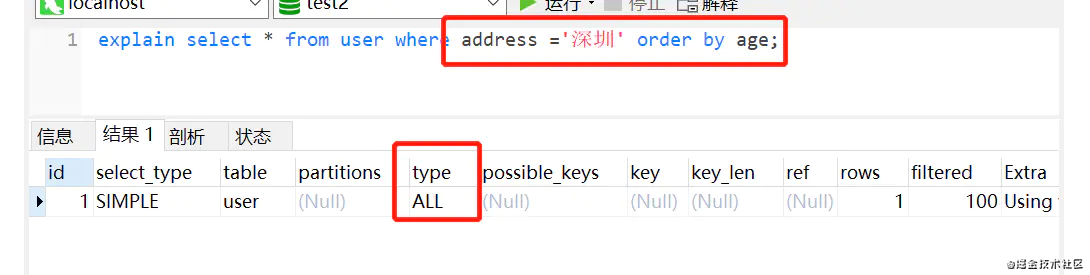 localhost test2 运行 停止 解释
1 explain select * from user where address ='深圳' order by age;
信息 结果 1 剖析 状态
id select_type table partitions type possible_keys key key_len ref rows filtered Extra
1 SIMPLE user (Null) ALL (Null) (Null) (Null) (Null) 1 100 Using
@掘金技术社区